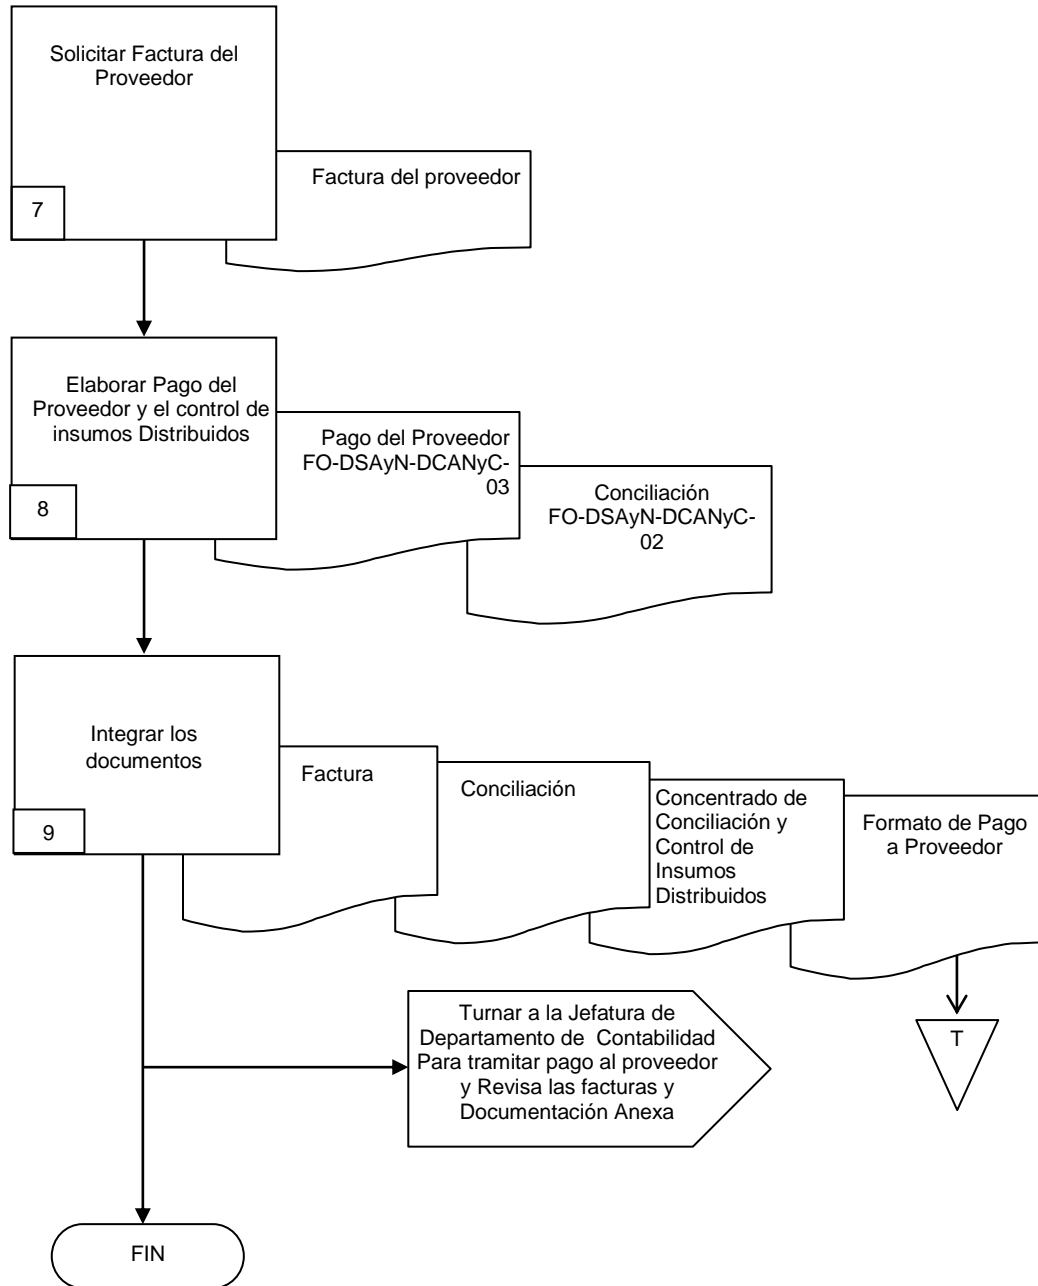 Solicitar Factura del
Proveedor
7
Factura del proveedor
Elaborar Pago del
Proveedor y el control de
insumos Distribuidos
8
Pago del Proveedor
FO-DSAyN-DCANyC-
03
Conciliación
FO-DSAyN-DCANyC-
02
Integrar los
documentos
9
Factura
Conciliación
Concentrado de
Conciliación y
Control de
Insumos
Distribuidos
Formato de Pago
a Proveedor
T
Turnar a la Jefatura de
Departamento de Contabilidad
Para tramitar pago al proveedor
y Revisa las facturas y
Documentación Anexa
FIN